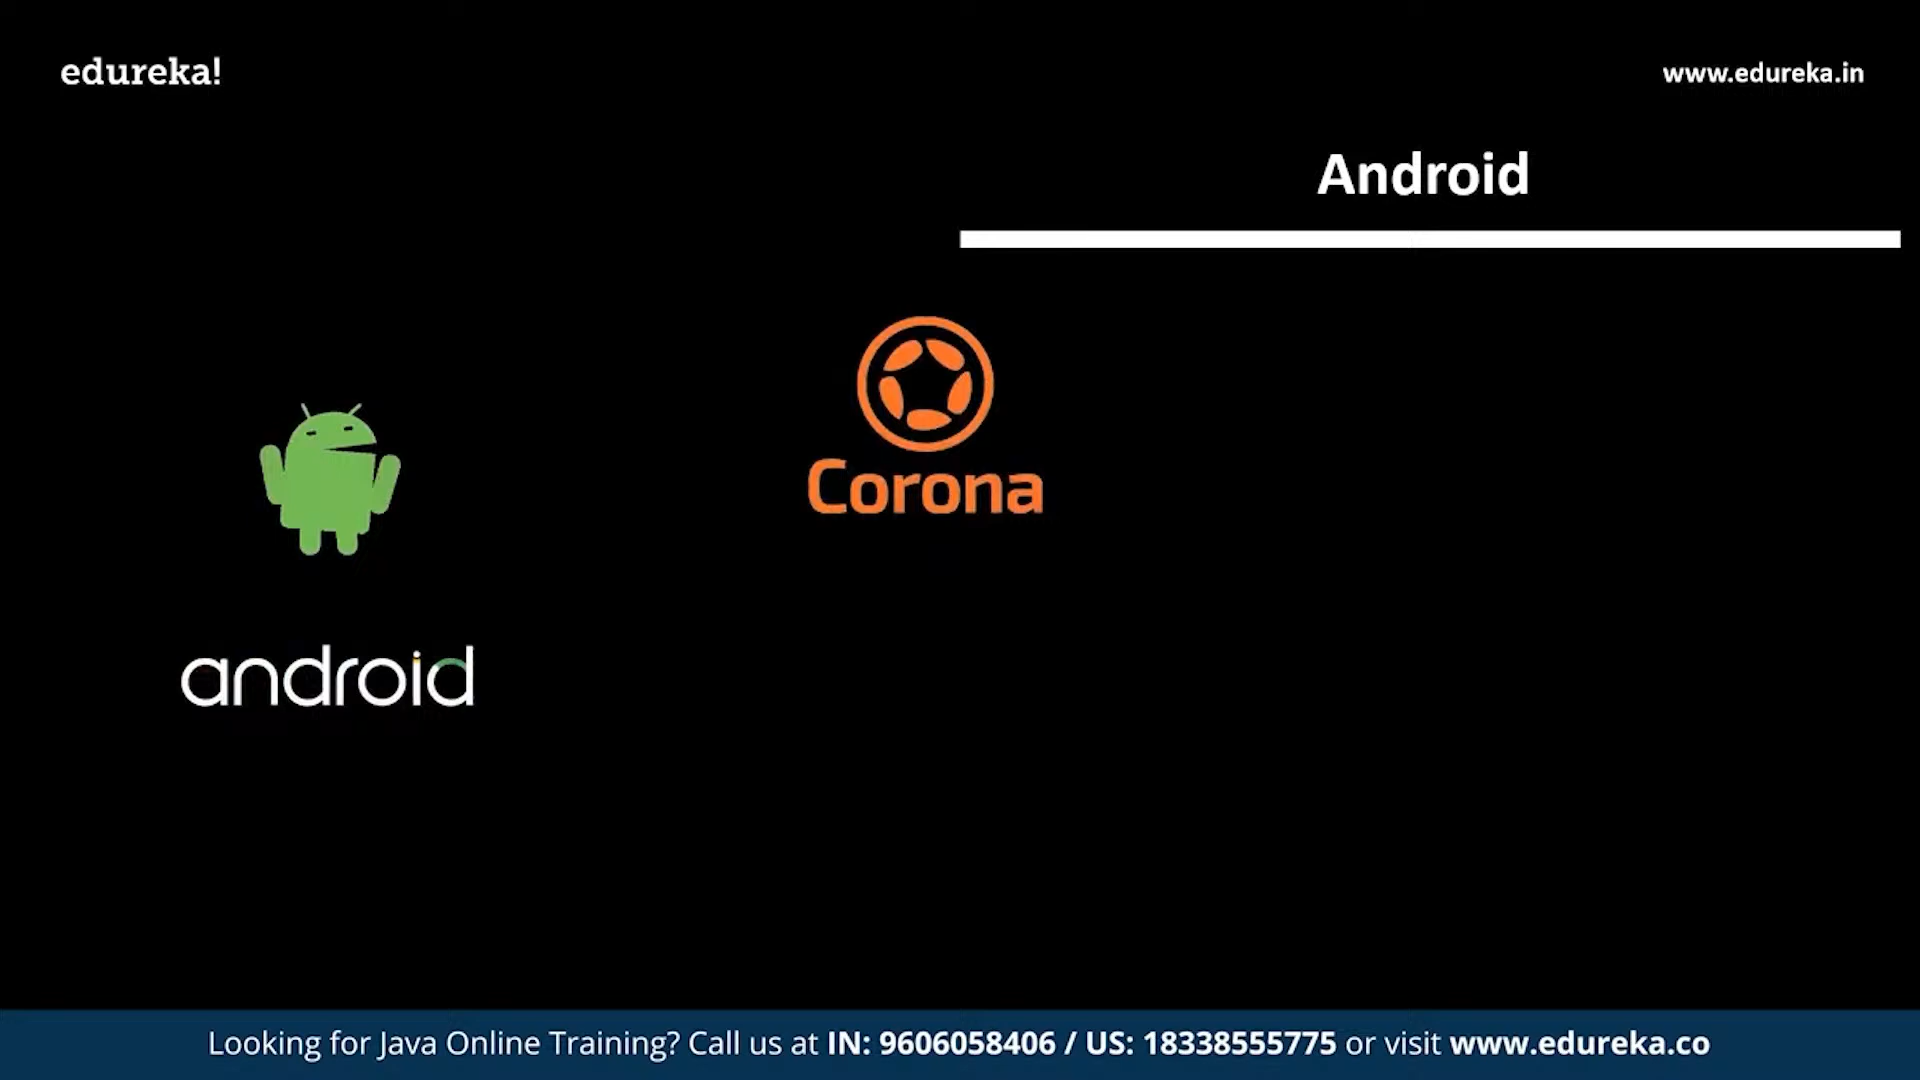 edureka!
www.edureka.in
Android
Corona
android
Looking for Java Online Training? Call us at IN: 9606058406 / US: 18338555775 or visit www.edureka.co